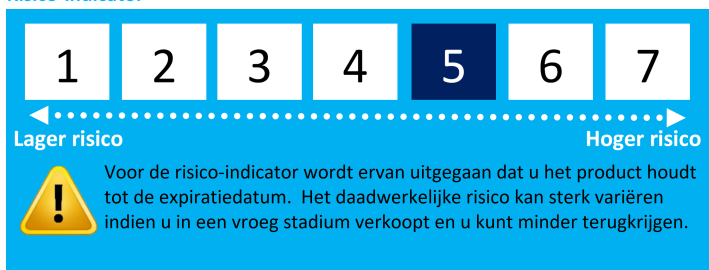 1 2 3 4 5 6 7
Lager risico Hoger risico
Voor de risico-indicator wordt ervan uitgegaan dat u het product houdt
tot de expiratiedatum. Het daadwerkelijke risico kan sterk variëren
indien u in een vroeg stadium verkoopt en u kunt minder terugkrijgen.